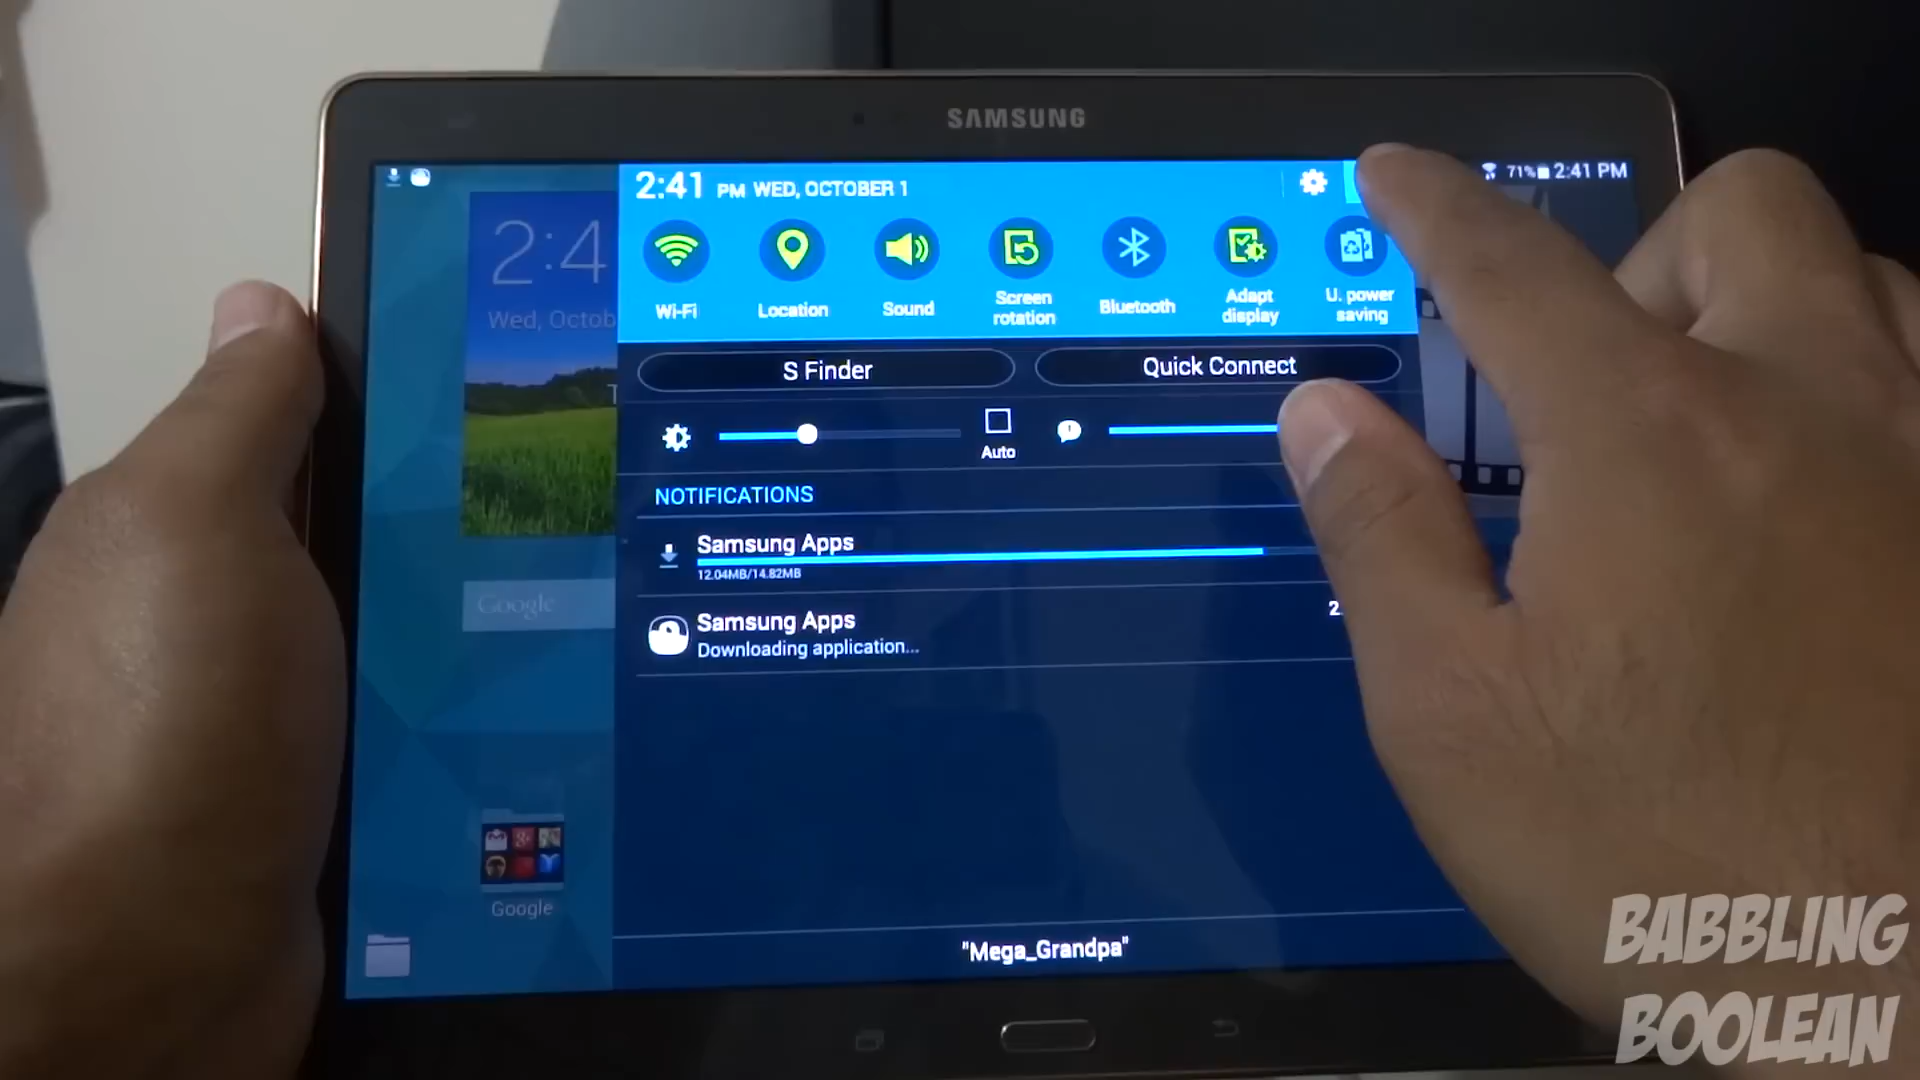 SAMSUNG
71% 2:41 PM
2:41 PM WED, OCTOBER 1
2:4
Wed, Octob
Wi-Fi
Location
Sound
Screen rotation
Bluetooth
Adapt display
U. power saving
S Finder
Quick Connect
Auto
NOTIFICATIONS
Samsung Apps
12.04MB/14.82MB
Samsung Apps
2.
Downloading application...
Google
Google
"Mega_Grandpa"
BABBLING
BOOLEAN